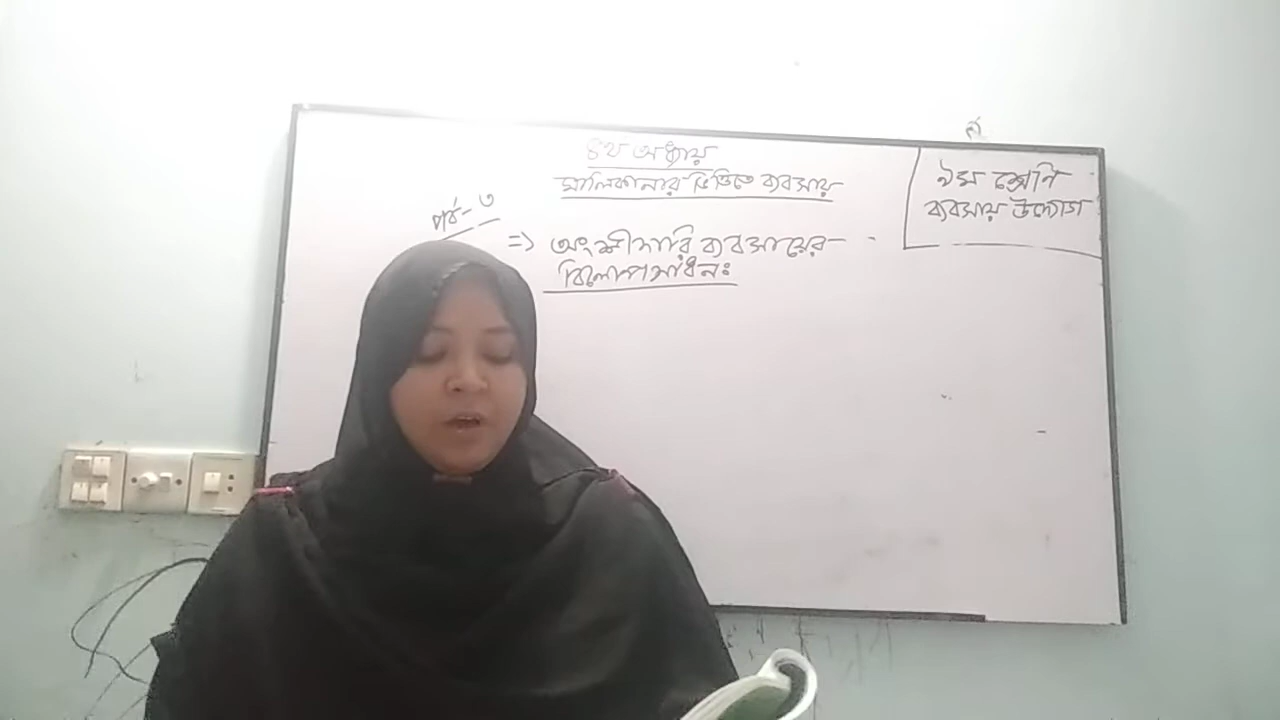 ৪র্থ অধ্যায়
মালিকানার ভিত্তিতে ব্যবসায়
পর্ব-৩
=> অংশীদারি ব্যবসায়ের
বিলোপসাধনঃ
৯ম শ্রেণি
ব্যবসায় উদ্যোগ